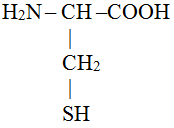 H₂N – CH – COOH
CH₂
SH